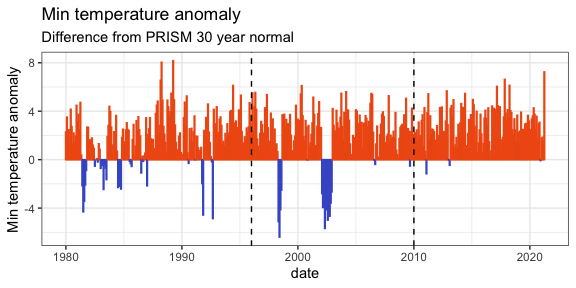 Min temperature anomaly
Difference from PRISM 30 year normal
Min temperature anomaly
8
4
0
-4
1980
1990
2000
2010
2020
date